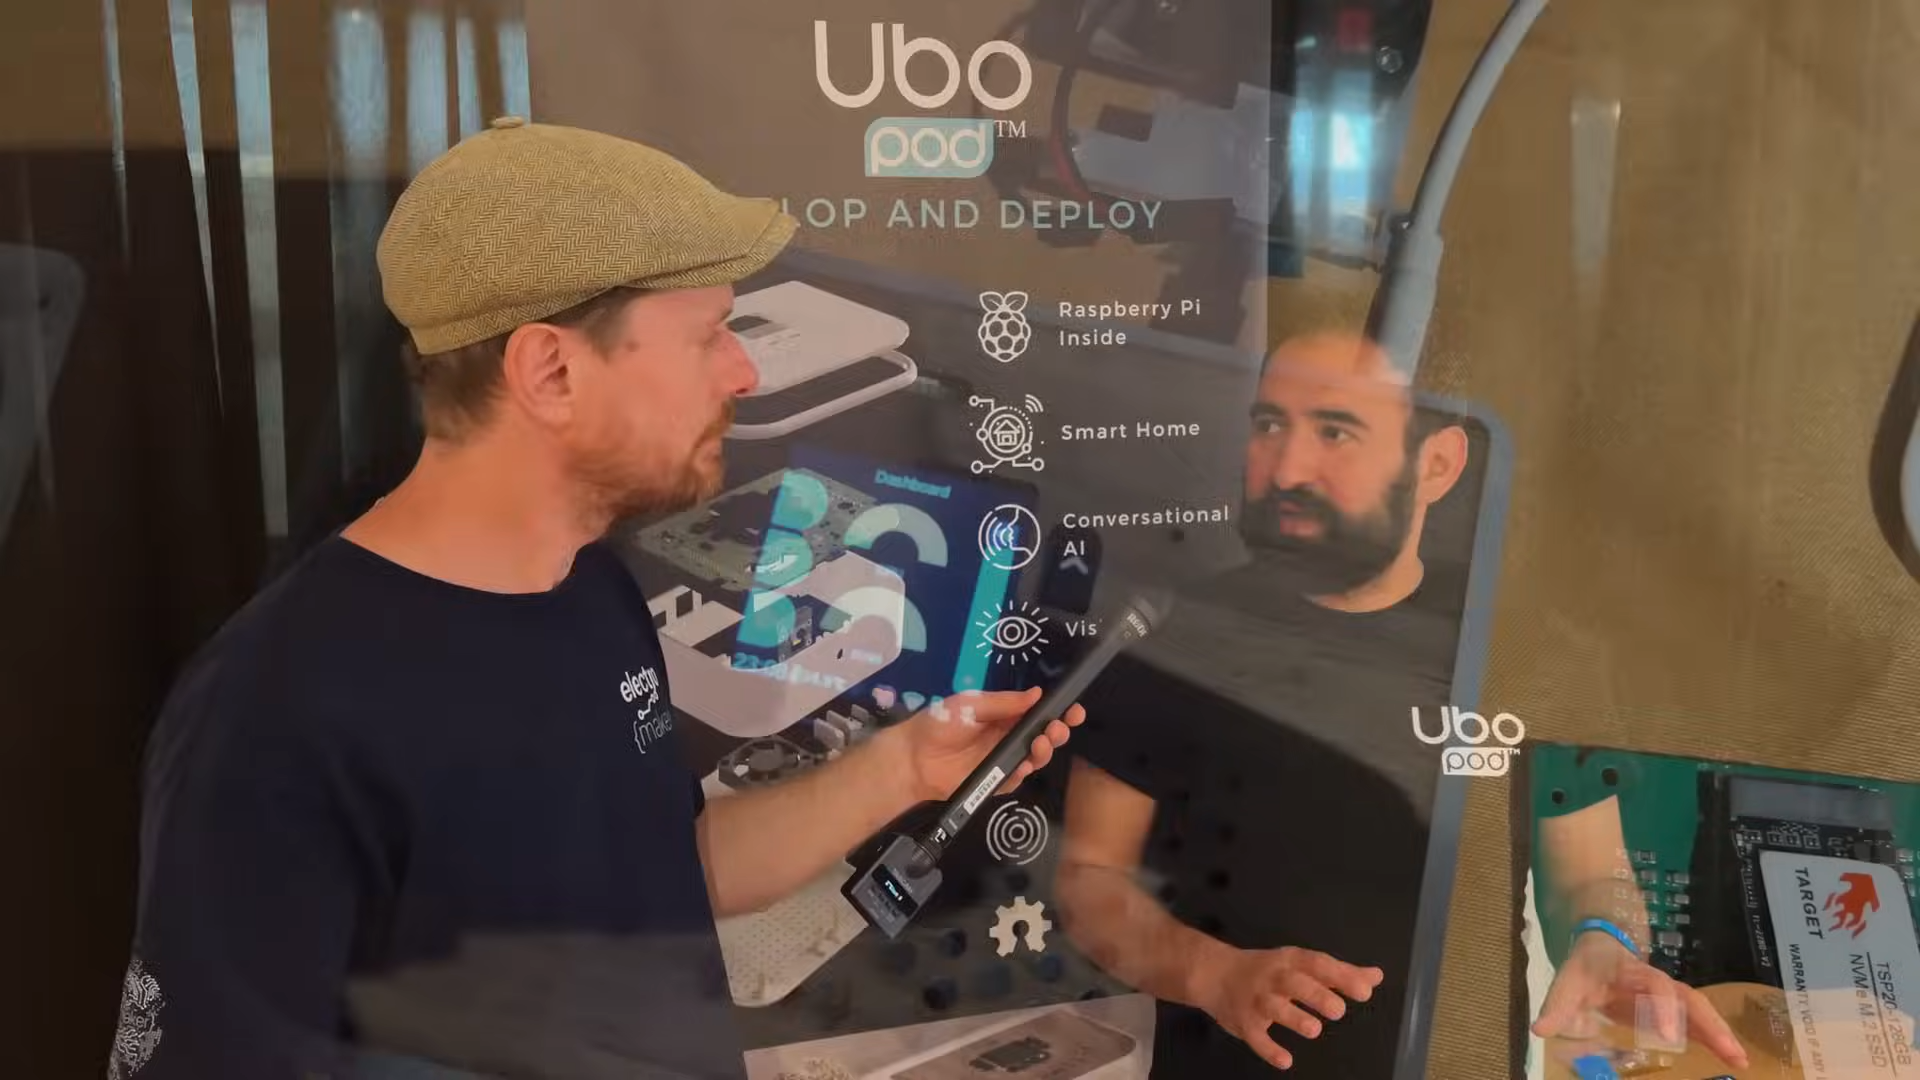 Ubo
pod™
LOP AND DEPLOY
Raspberry Pi
Inside
Smart Home
Conversational
AI
Vis
Dashboard
electro
{make
Ubo
pod™
TARGET
WARRANTY VOID IF ANY
TSP20-128GB
NVMe M.2 SSD